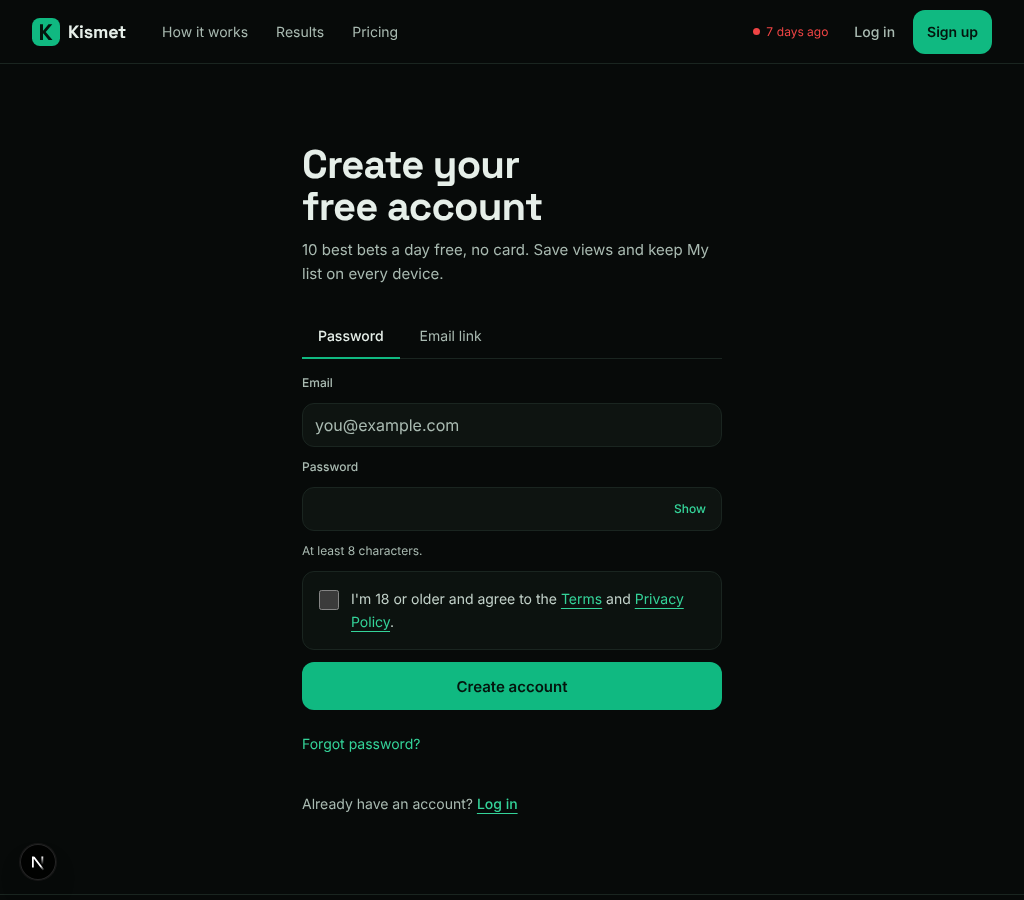 K Kismet How it works Results Pricing 7 days ago Log in Sign up
Create your
free account
10 best bets a day free, no card. Save views and keep My
list on every device.
Password Email link
Email
you@example.com
Password
Show
At least 8 characters.
I'm 18 or older and agree to the Terms and Privacy
Policy.
Create account
Forgot password?
Already have an account? Log in
N